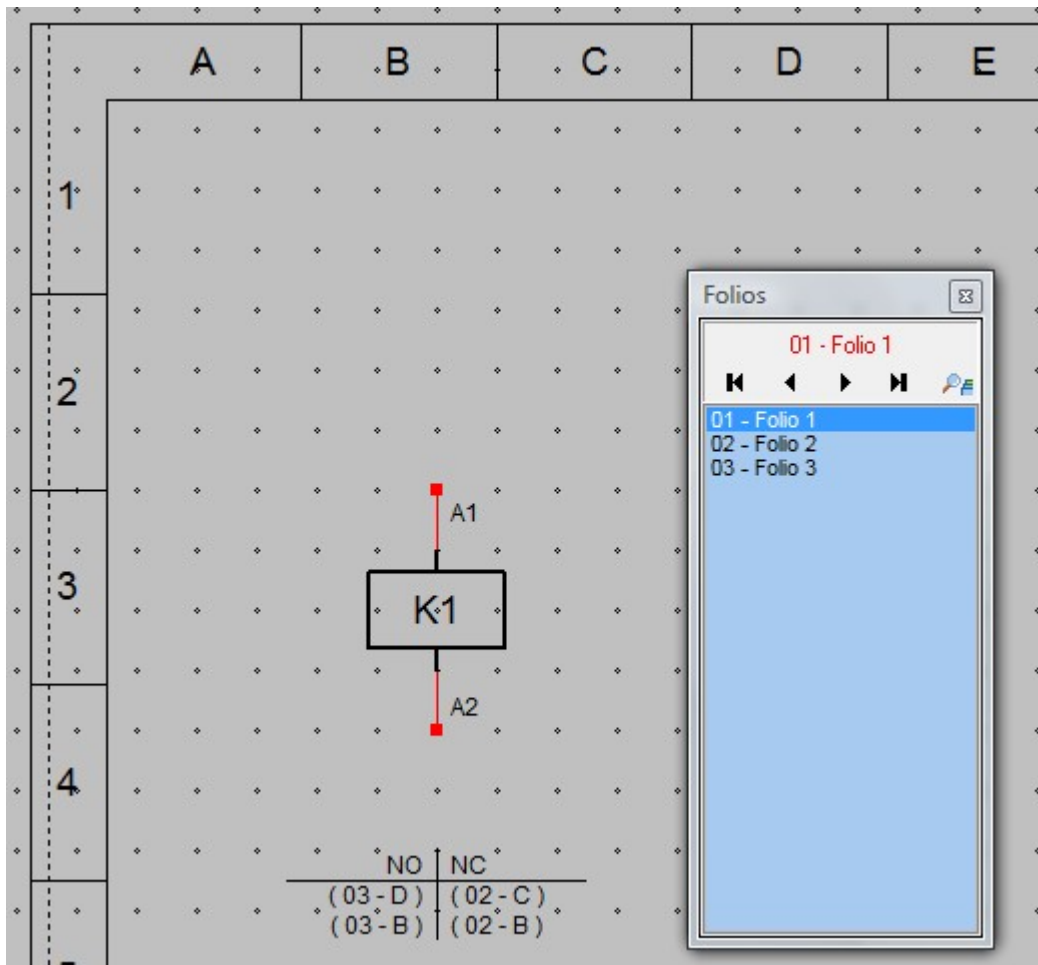 A B C D E
1
Folios
01 - Folio 1
2
01 - Folio 1
02 - Folio 2
03 - Folio 3
A1
3
K1
A2
4
NO NC
( 03 - D ) ( 02 - C )
( 03 - B ) ( 02 - B )